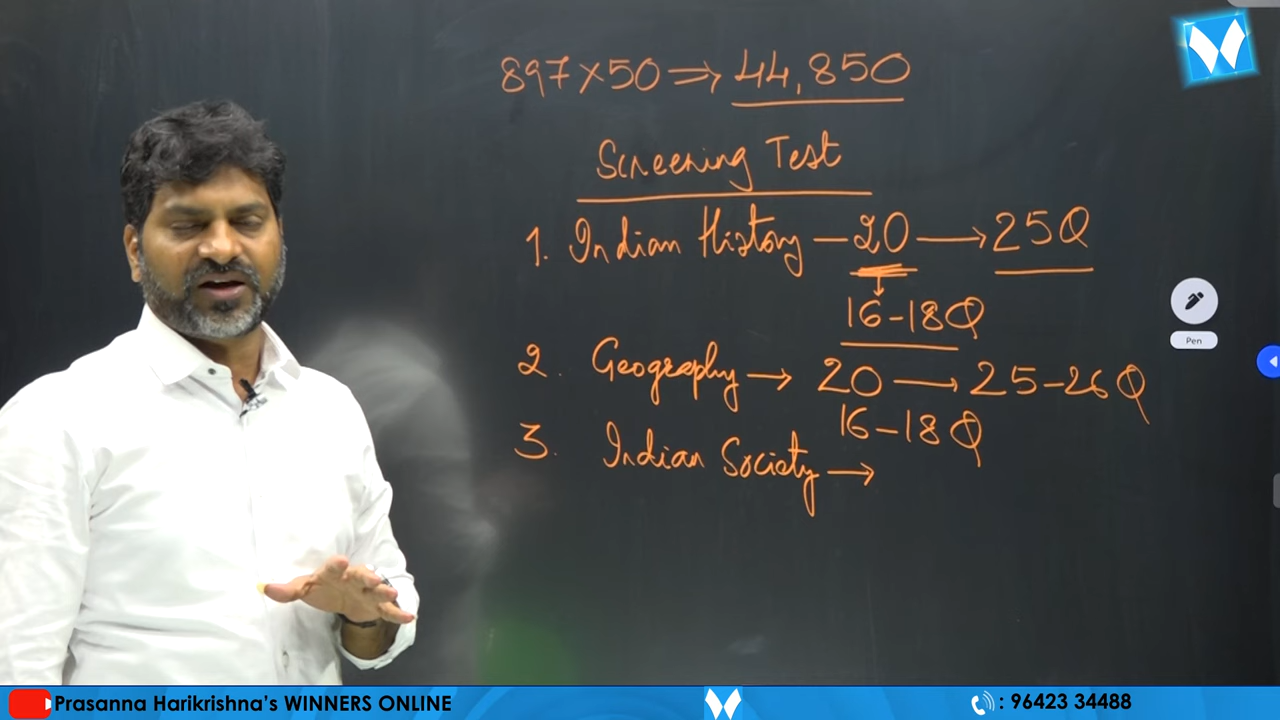 897×50⇒44,850
Screening Test
1. Indian History—20→25Q
↓
16-18Q
2. Geography→20→25-26Q
16-18Q
3. Indian Society→
Pen
Prasanna Harikrishna's WINNERS ONLINE
: 96423 34488